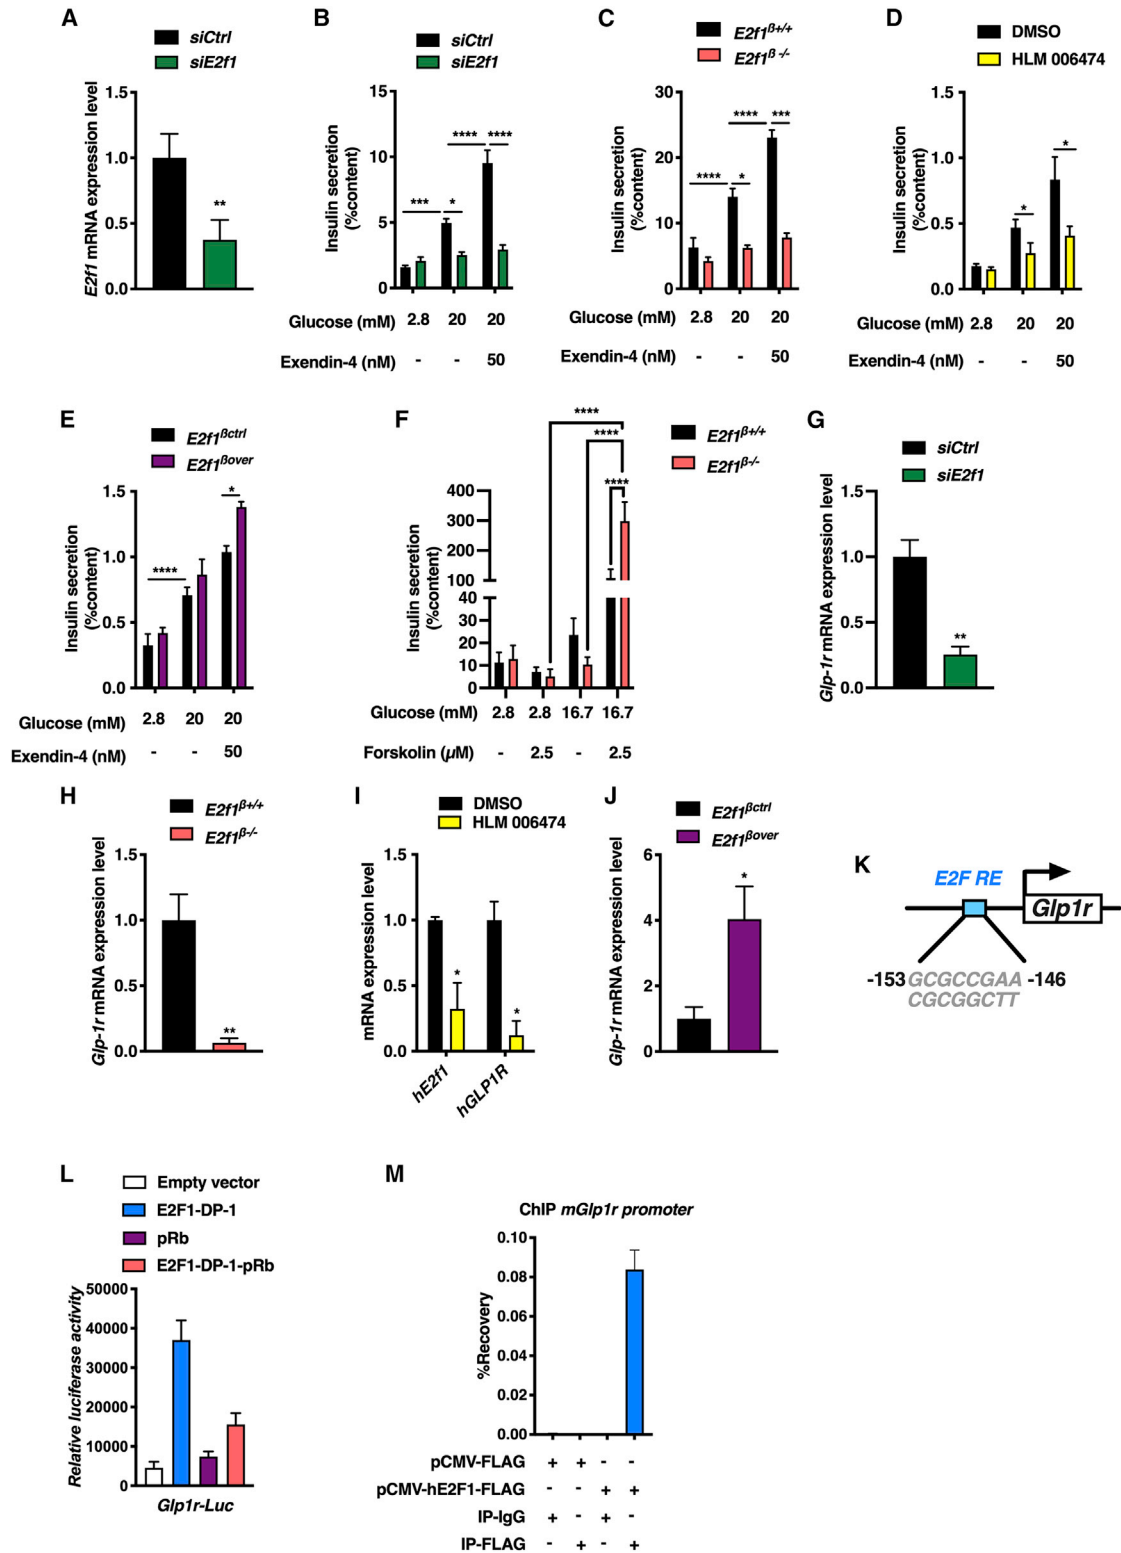 A
siCtrl
siE2f1
E2f1 mRNA expression level
1.5
1.0
0.5
0.0
**
B
siCtrl
siE2f1
Insulin secretion
(%content)
15
10
5
0
***
*
****
****
Glucose (mM) 2.8 20 20
Exendin-4 (nM) - - 50
C
E2f1ß+/+
E2f1ß -/-
Insulin secretion
(%content)
30
20
10
0
****
*
****
***
Glucose (mM) 2.8 20 20
Exendin-4 (nM) - - 50
D
DMSO
HLM 006474
Insulin secretion
(%content)
1.5
1.0
0.5
0.0
*
*
Glucose (mM) 2.8 20 20
Exendin-4 (nM) - - 50
E
E2f1ßctrl
E2f1ßover
Insulin secretion
(%content)
1.5
1.0
0.5
0.0
****
*
Glucose (mM) 2.8 20 20
Exendin-4 (nM) - - 50
F
E2f1ß+/+
E2f1ß-/-
Insulin secretion
(%content)
400
300
200
100
40
30
20
10
0
****
****
****
Glucose (mM) 2.8 2.8 16.7 16.7
Forskolin (µM) - 2.5 - 2.5
G
siCtrl
siE2f1
Glp-1r mRNA expression level
1.5
1.0
0.5
0.0
**
H
E2f1ß+/+
E2f1ß-/-
Glp-1r mRNA expression level
1.5
1.0
0.5
0.0
**
I
DMSO
HLM 006474
mRNA expression level
1.5
1.0
0.5
0.0
*
*
hE2f1
hGLP1R
J
E2f1ßctrl
E2f1ßover
Glp-1r mRNA expression level
6
4
2
0
*
K
E2F RE
Glp1r
-153 GCGCCGAA -146
CGCGGCTT
L
Empty vector
E2F1-DP-1
pRb
E2F1-DP-1-pRb
Relative luciferase activity
50000
40000
30000
20000
10000
0
Glp1r-Luc
M
ChIP mGlp1r promoter
%Recovery
0.10
0.08
0.06
0.04
0.02
0.00
pCMV-FLAG + + - -
pCMV-hE2F1-FLAG - - + +
IP-IgG + - + -
IP-FLAG - + - +